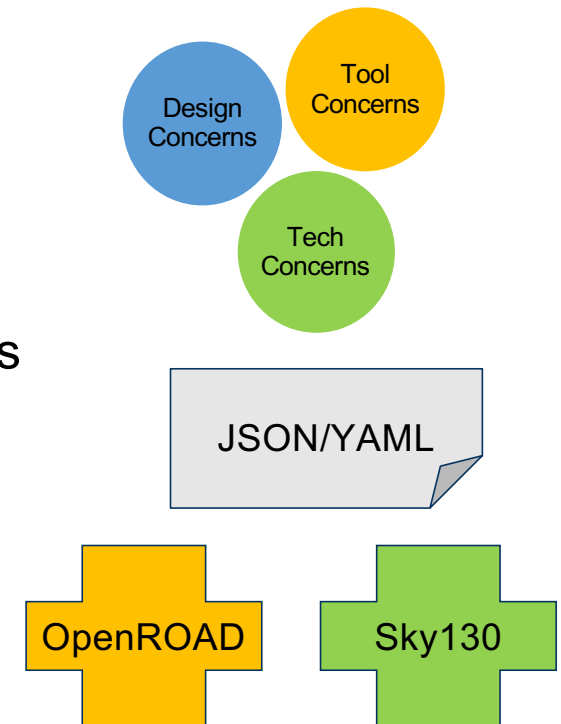 Tool
Concerns
Design
Concerns
Tech
Concerns
s
JSON/YAML
OpenROAD
Sky130